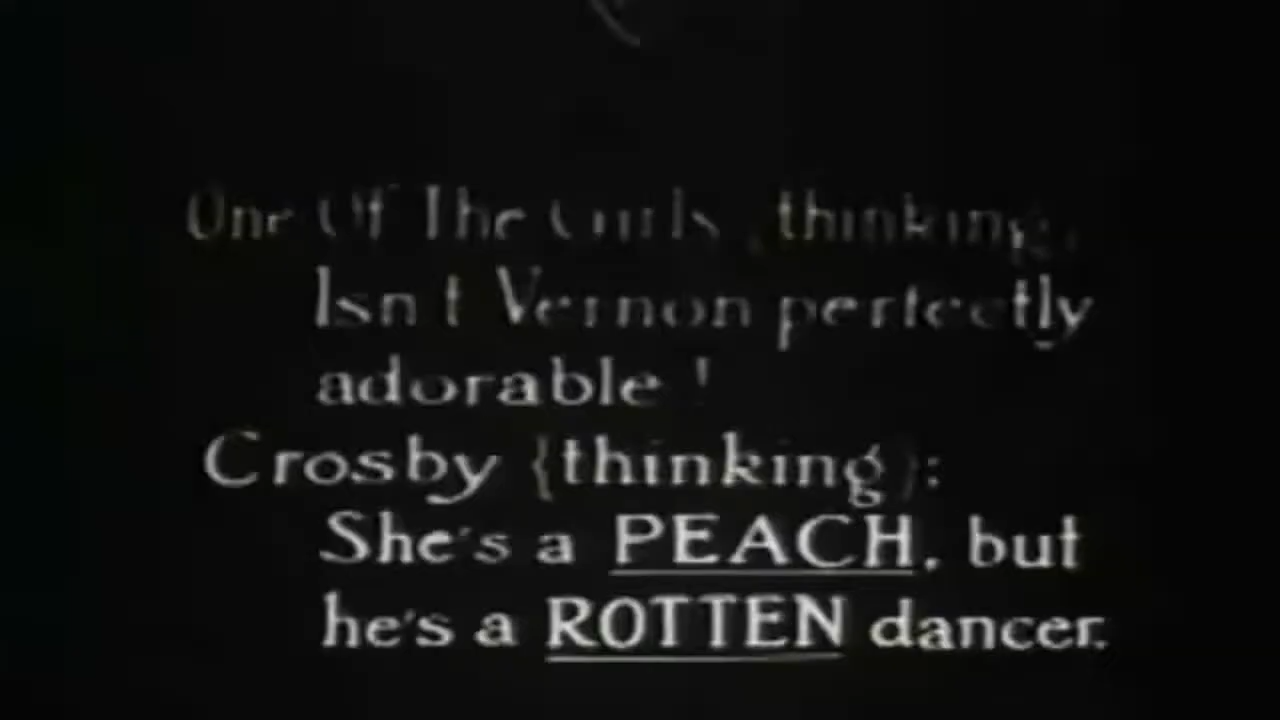 One Of The Girls {thinking}
Isn't Vernon perfectly
adorable!
Crosby {thinking}:
She's a PEACH, but
he's a ROTTEN dancer.